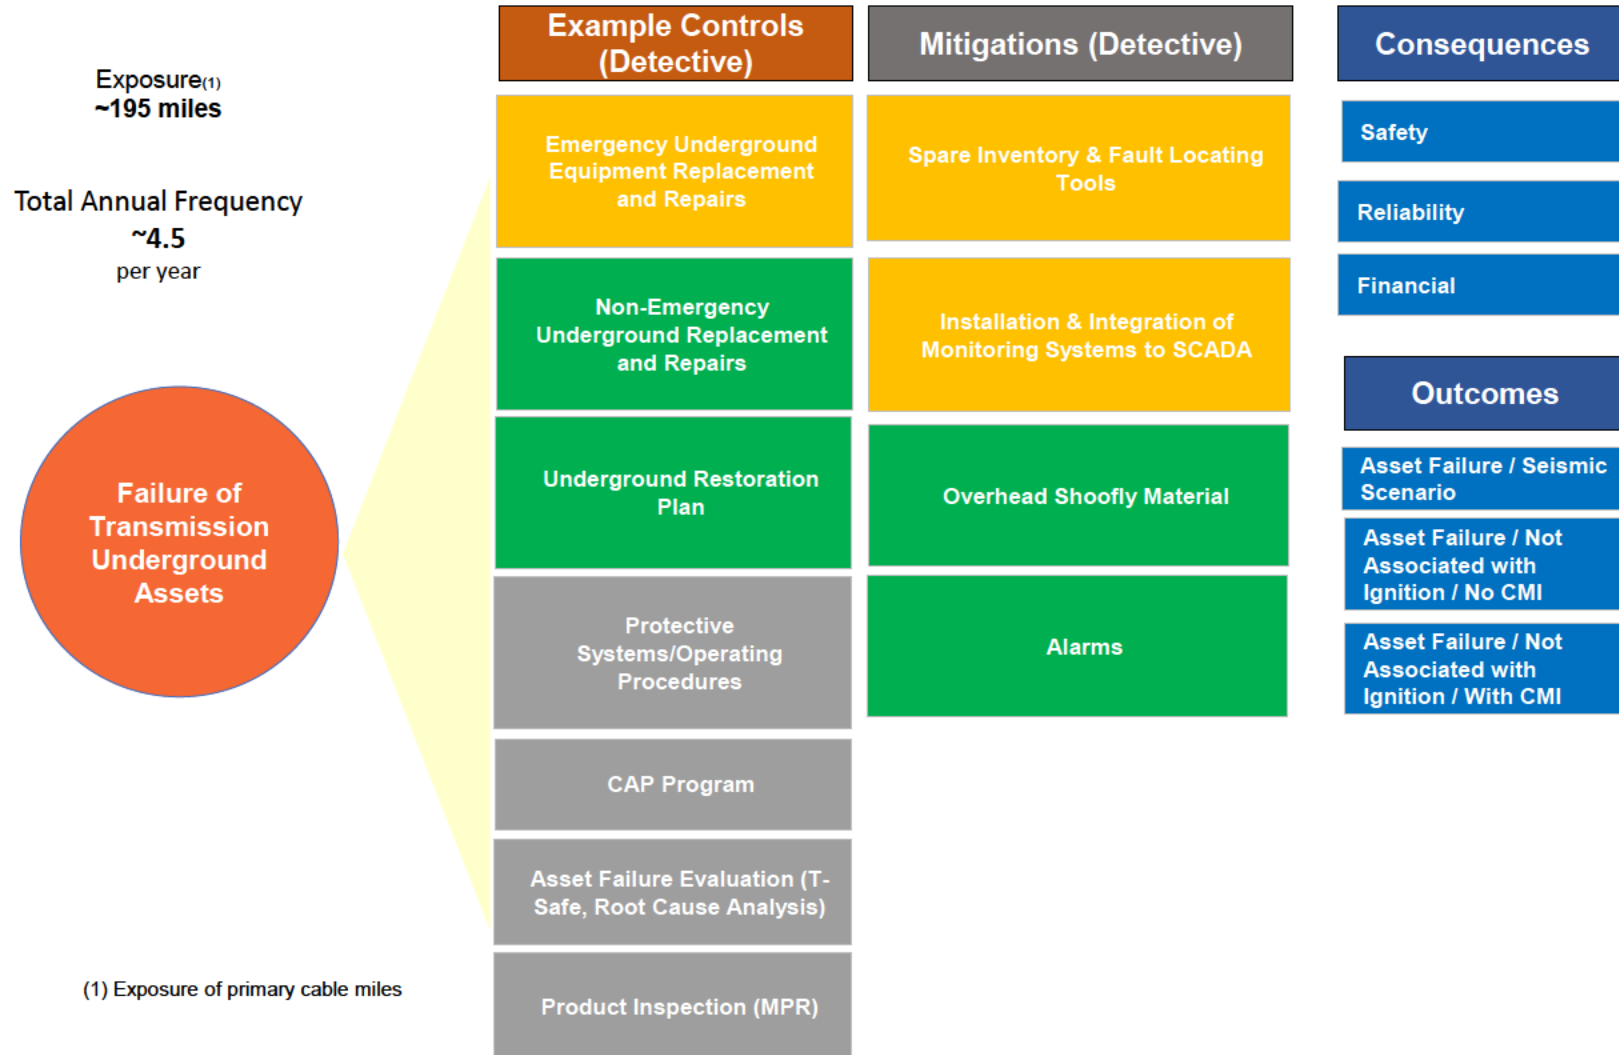 Exposure(1)
~195 miles
Total Annual Frequency
~4.5
per year
Failure of
Transmission
Underground
Assets
(1) Exposure of primary cable miles
Example Controls
(Detective)
Emergency Underground
Equipment Replacement
and Repairs
Non-Emergency
Underground Replacement
and Repairs
Underground Restoration
Plan
Protective
Systems/Operating
Procedures
CAP Program
Asset Failure Evaluation (T-
Safe, Root Cause Analysis)
Product Inspection (MPR)
Mitigations (Detective)
Spare Inventory & Fault Locating
Tools
Installation & Integration of
Monitoring Systems to SCADA
Overhead Shoofly Material
Alarms
Consequences
Safety
Reliability
Financial
Outcomes
Asset Failure / Seismic
Scenario
Asset Failure / Not
Associated with
Ignition / No CMI
Asset Failure / Not
Associated with
Ignition / With CMI